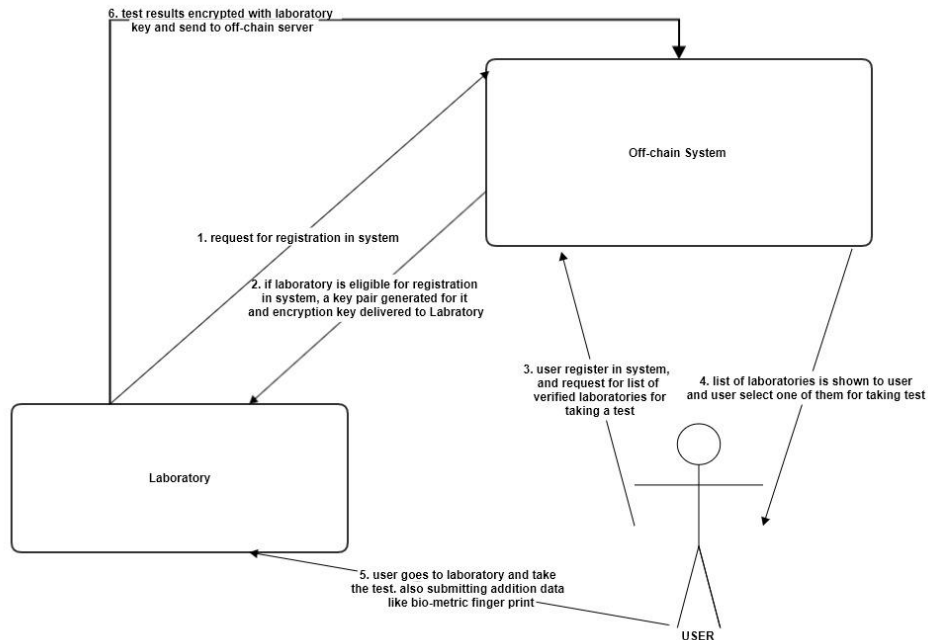 6. test results encrypted with laboratory
key and send to off-chain server
Off-chain System
1. request for registration in system
2. if laboratory is eligible for registration
in system, a key pair generated for it
and encryption key delivered to Labratory
3. user register in system,
and request for list of
verified laboratories for
taking a test
4. list of laboratories is shown to user
and user select one of them for taking test
Laboratory
5. user goes to laboratory and take
the test. also submitting addition data
like bio-metric finger print
USER